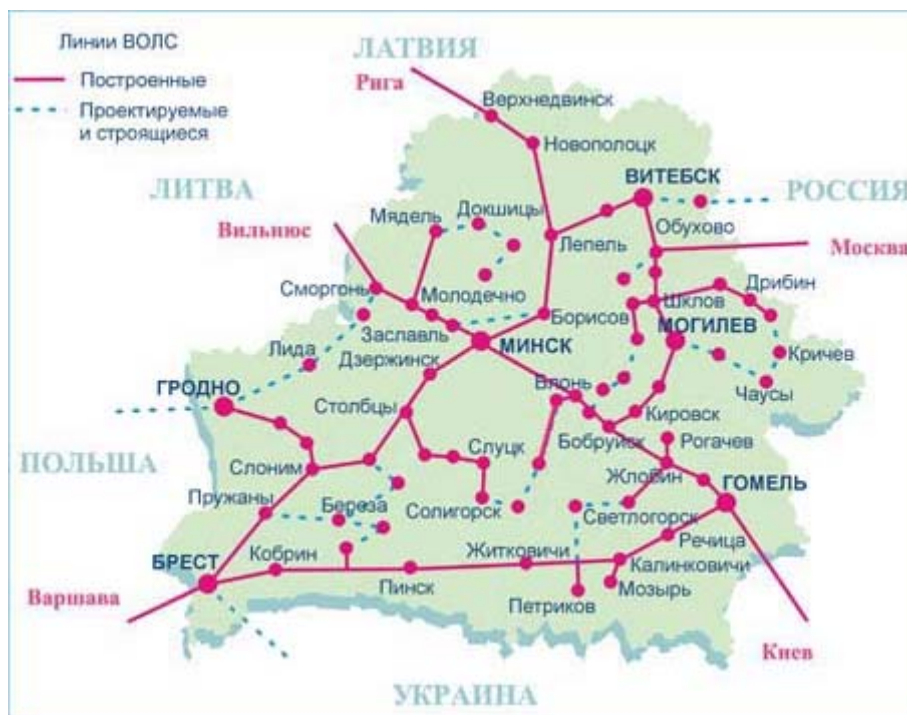 Линии ВОЛС
Построенные
Проектируемые
и строящиеся
ЛАТВИЯ
Рига
Верхнедвинск
Новополоцк
ЛИТВА
ВИТЕБСК
РОССИЯ
Мядель
Докшицы
Вильнюс
Лепель
Обухово
Москва
Сморгонь
Молодечно
Дрибин
Шклов
Заславль
Борисов
МОГИЛЕВ
МИНСК
Лида
Дзержинск
Кричев
ГРОДНО
Влонь
Чаусы
Столбцы
Кировск
Бобруйск
Рогачев
ПОЛЬША
Слоним
Слуцк
Жлобин
ГОМЕЛЬ
Пружаны
Береза
Солигорск
Светлогорск
Речица
БРЕСТ
Кобрин
Житковичи
Калинковичи
Пинск
Мозырь
Варшава
Петриков
Киев
УКРАИНА